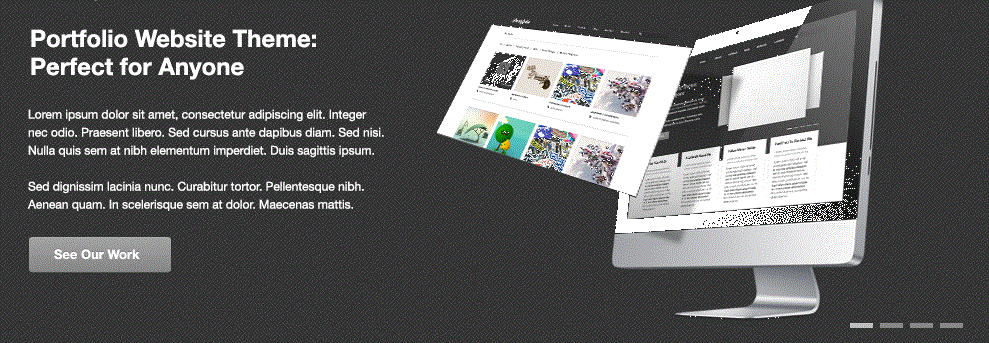 Portfolio Website Theme:
Perfect for Anyone
Lorem ipsum dolor sit amet, consectetur adipiscing elit. Integer
nec odio. Praesent libero. Sed cursus ante dapibus diam. Sed nisi.
Nulla quis sem at nibh elementum imperdiet. Duis sagittis ipsum.
Sed dignissim lacinia nunc. Curabitur tortor. Pellentesque nibh.
Aenean quam. In scelerisque sem at dolor. Maecenas mattis.
See Our Work